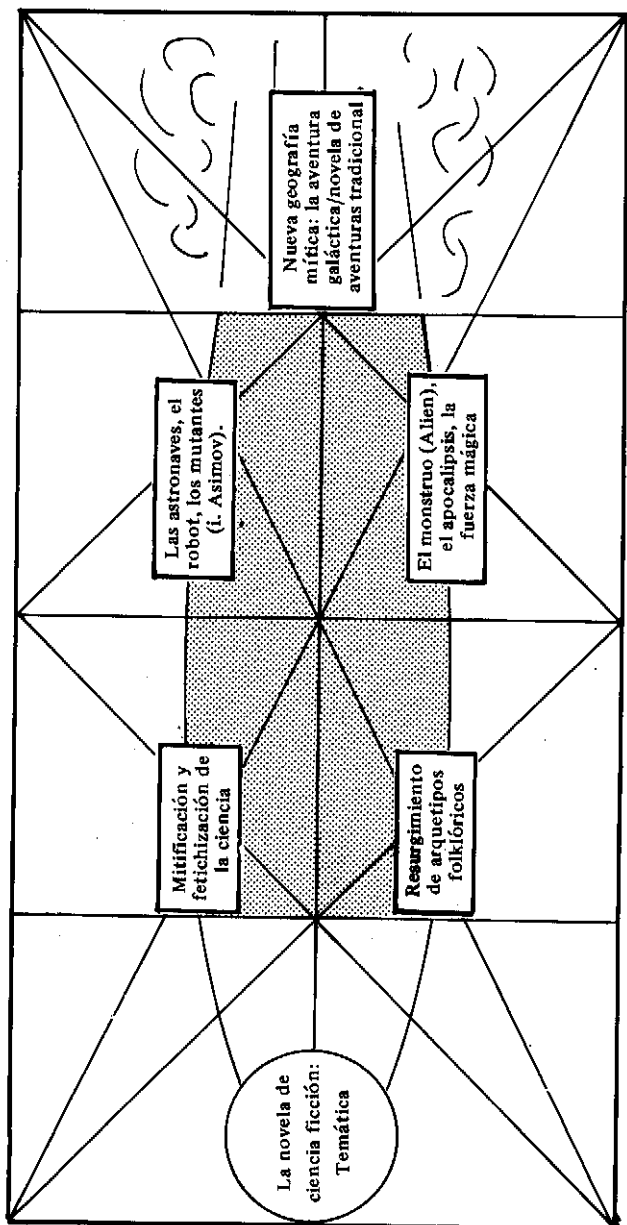 La novela de
ciencia ficción:
Temática
Mitificación y
fetichización de
la ciencia
Las astronaves, el
robot, los mutantes
(i. Asimov).
Resurgimiento
de arquetipos
folklóricos
El monstruo (Alien),
el apocalipsis, la
fuerza mágica
Nueva geografía
mítica: la aventura
galáctica/novela de
aventuras tradicional